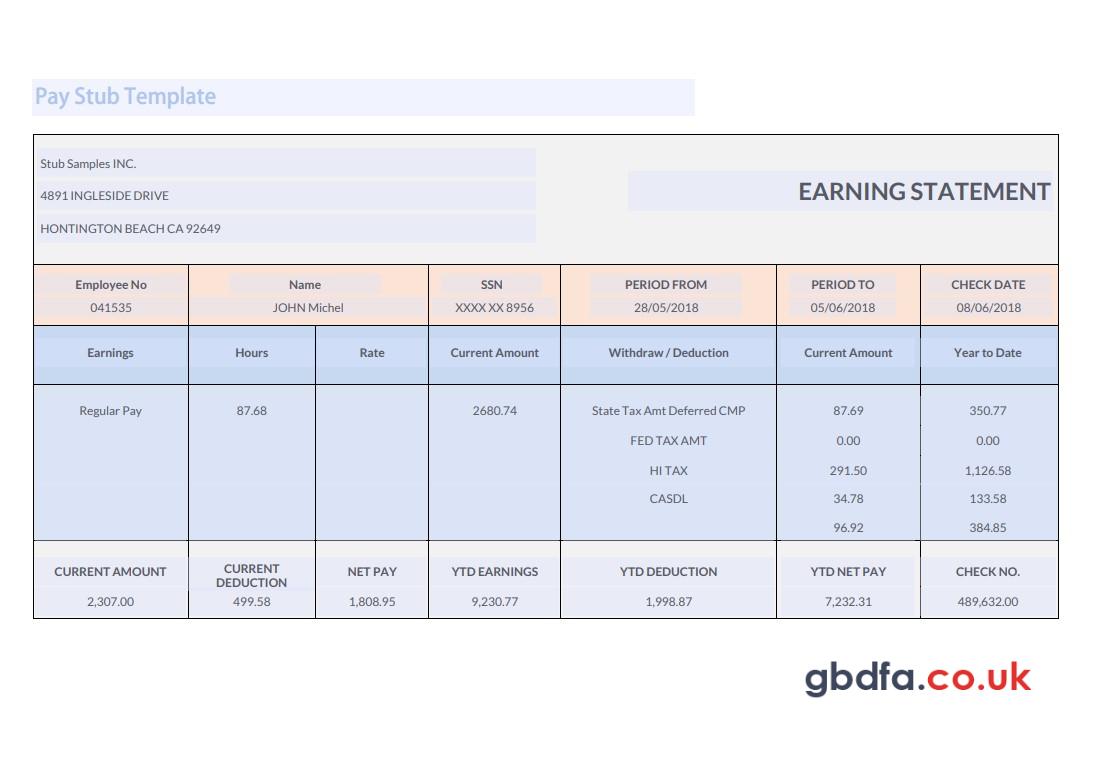 Pay Stub Template
Stub Samples INC.
4891 INGLESIDE DRIVE
HONTINGTON BEACH CA 92649
EARNING STATEMENT
Employee No Name SSN PERIOD FROM PERIOD TO CHECK DATE
041535 JOHN Michel XXXX XX 8956 28/05/2018 05/06/2018 08/06/2018
Earnings Hours Rate Current Amount Withdraw / Deduction Current Amount Year to Date
Regular Pay 87.68 2680.74 State Tax Amt Deferred CMP 87.69 350.77
FED TAX AMT 0.00 0.00
HI TAX 291.50 1,126.58
CASDL 34.78 133.58
96.92 384.85
CURRENT AMOUNT CURRENT DEDUCTION NET PAY YTD EARNINGS YTD DEDUCTION YTD NET PAY CHECK NO.
2,307.00 499.58 1,808.95 9,230.77 1,998.87 7,232.31 489,632.00
gbdfa.co.uk